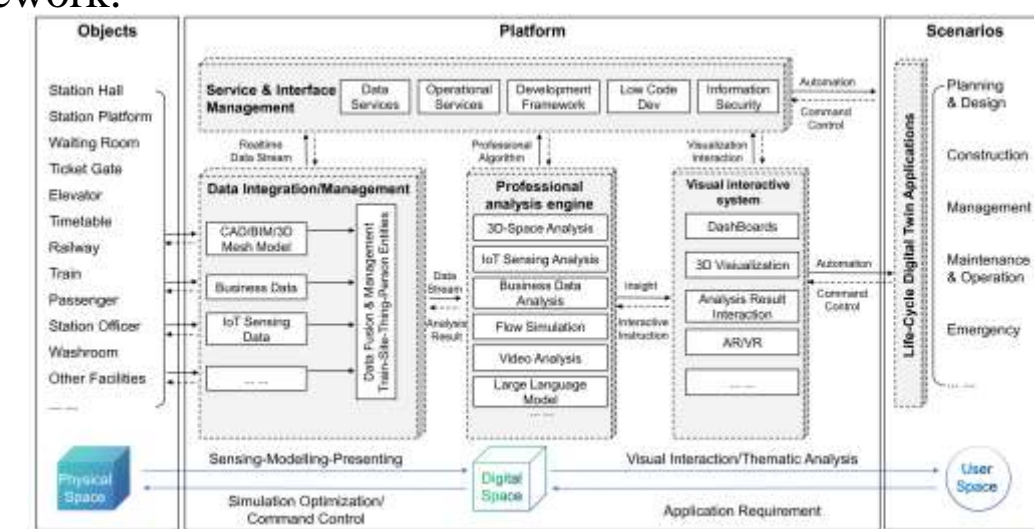 ework.
Objects
Platform
Scenarios
Station Hall
Station Platform
Waiting Room
Ticket Gate
Elevator
Timetable
Railway
Train
Passenger
Station Officer
Washroom
Other Facilities
... ...
Service & Interface
Management
Data
Services
Operational
Services
Development
Framework
Low Code
Dev
Information
Security
Automation
Command
Control
Realtime
Data Stream
Professional
Algorithm
Visualization
Interaction
Data Integration/Management
CAD/BIM/3D
Mesh Model
Business Data
IoT Sensing
Data
... ...
Data Fusion & Management
Train-Site-Thing-Person Entities
Data
Stream
Analysis
Result
Professional
analysis engine
3D-Space Analysis
IoT Sensing Analysis
Business Data
Analysis
Flow Simulation
Video Analysis
Large Language
Model
... ...
Insight
Interactive
Instruction
Visual interactive
system
DashBoards
3D Visualization
Analysis Result
Interaction
AR/VR
... ...
Automation
Command
Control
Life-Cycle Digital Twin Applications
Planning
& Design
Construction
Management
Maintenance
& Operation
Emergency
... ...
Physical
Space
Sensing-Modelling-Presenting
Simulation Optimization/
Command Control
Digital
Space
Visual Interaction/Thematic Analysis
Application Requirement
User
Space